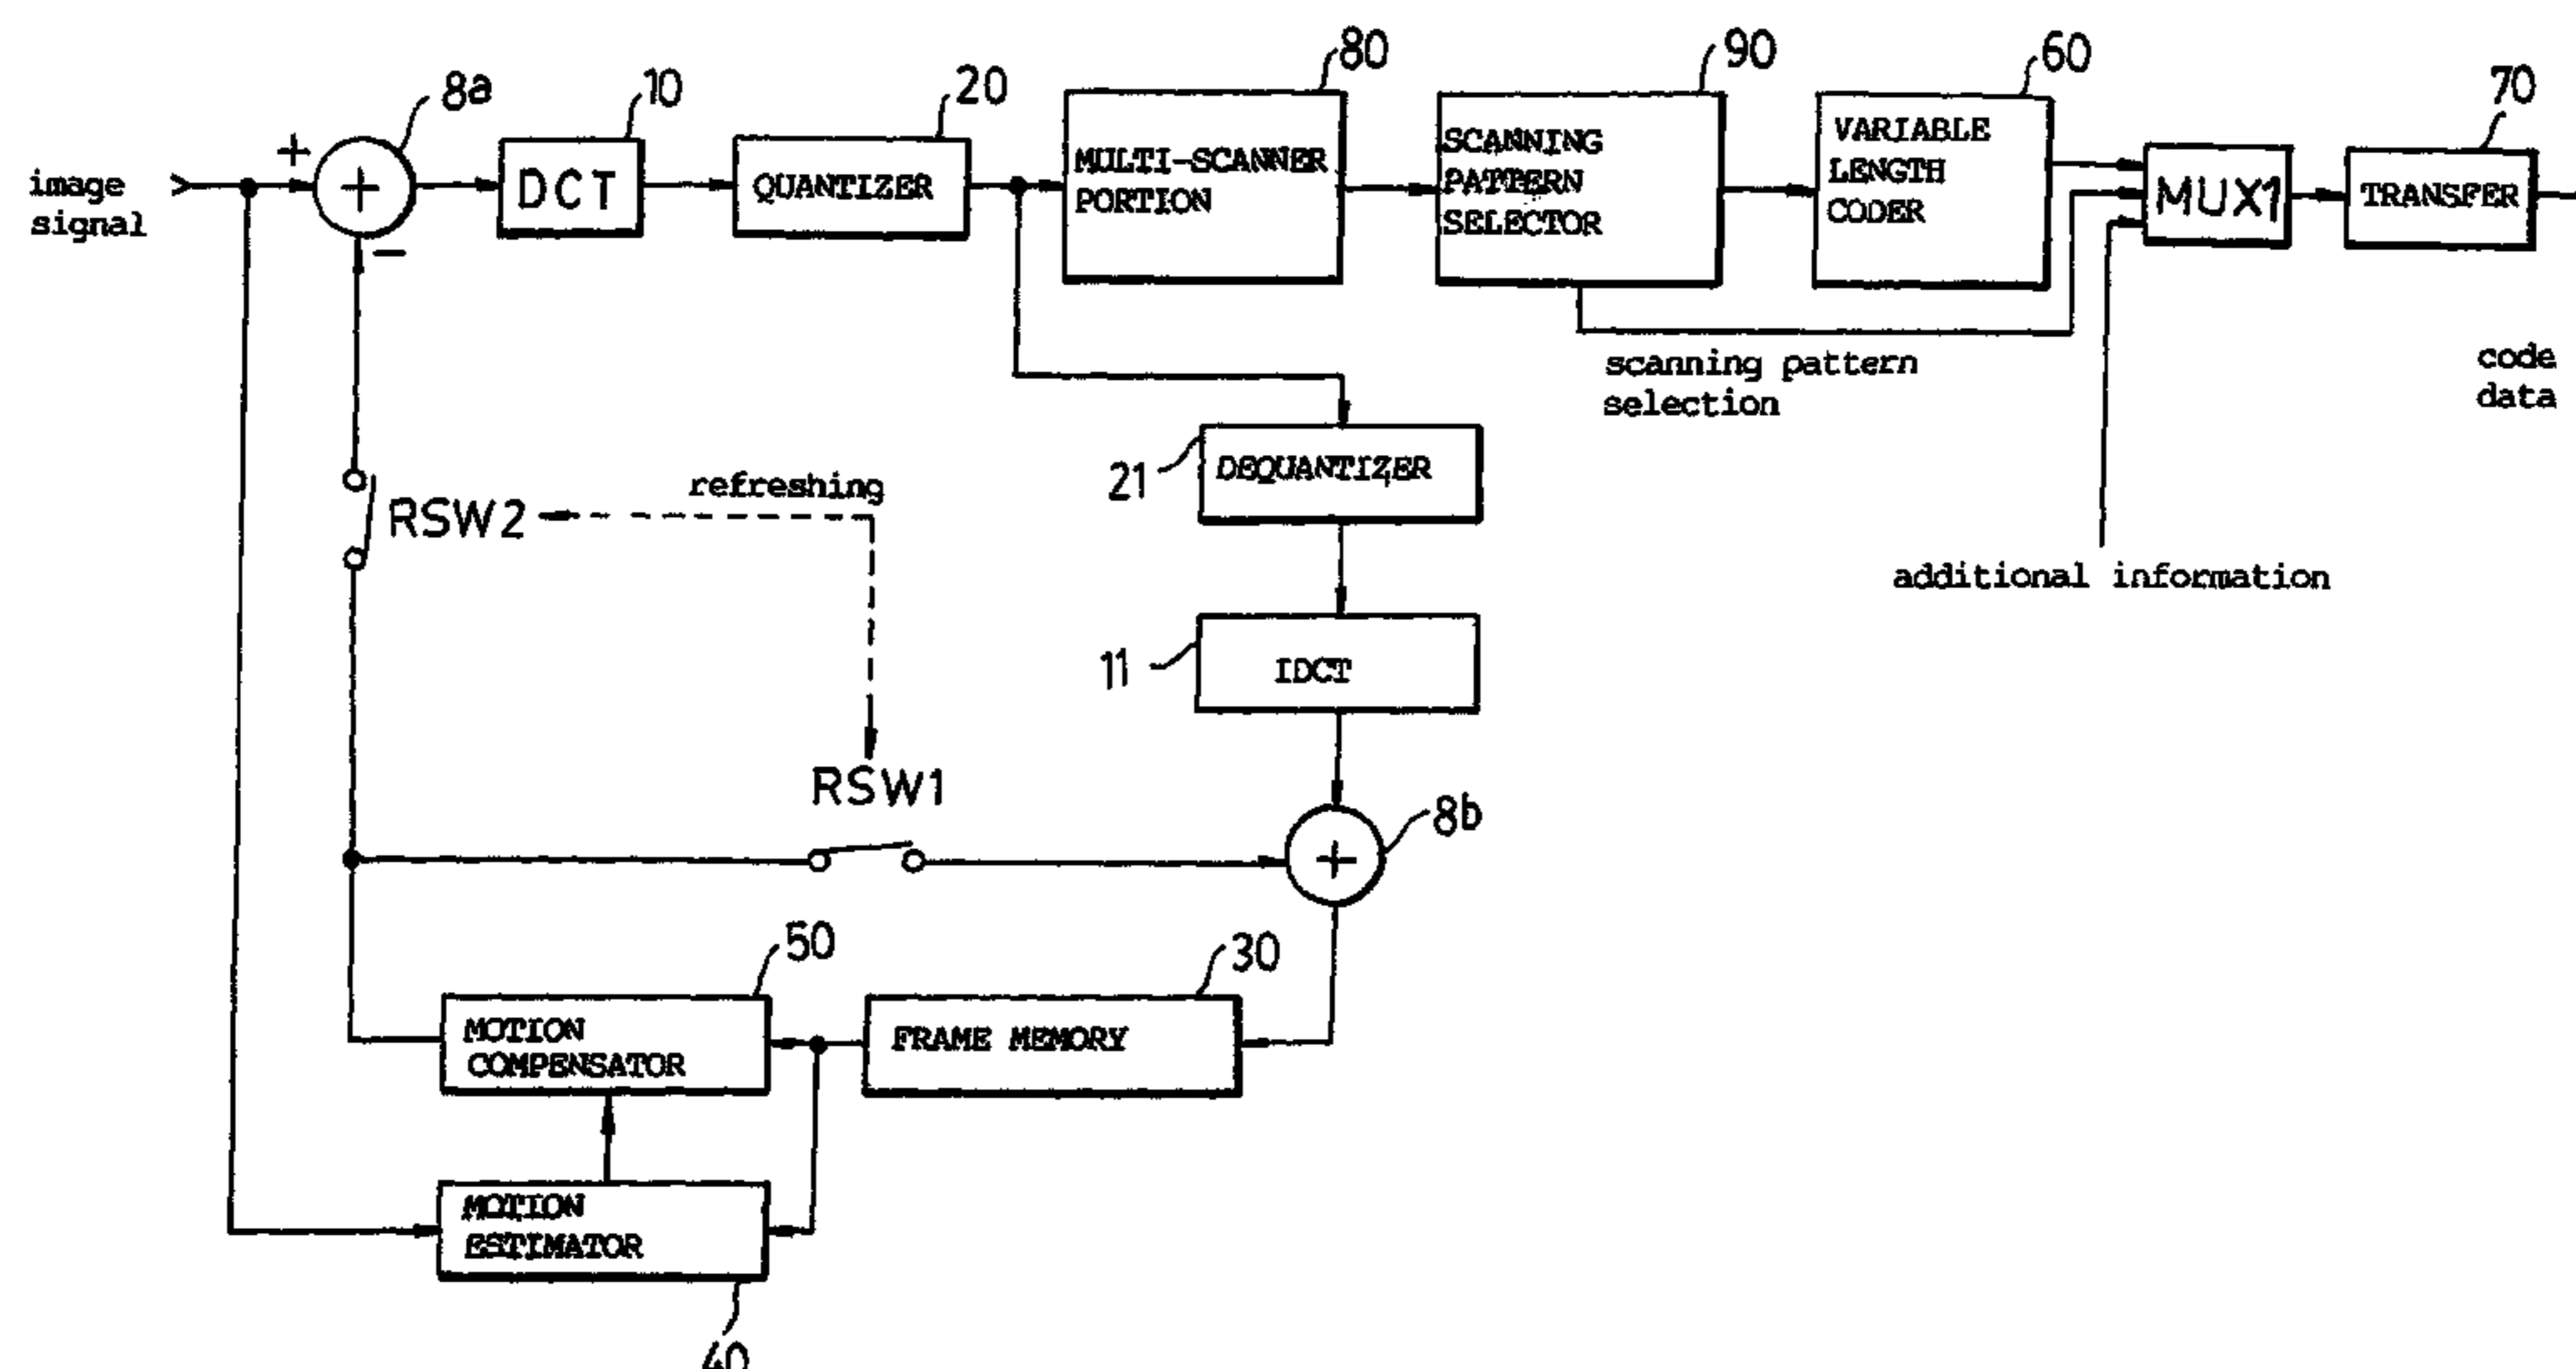 8a
10
20
80
90
60
70
image
signal
+
+
−
DCT
QUANTIZER
MULTI-SCANNER
PORTION
SCANNING
PATTERN
SELECTOR
VARIABLE
LENGTH
CODER
MUX1
TRANSFER
scanning pattern
selection
code
data
21
DEQUANTIZER
refreshing
RSW2
additional information
11
IDCT
RSW1
8b
+
50
30
MOTION
COMPENSATOR
FRAME MEMORY
MOTION
ESTIMATOR
40